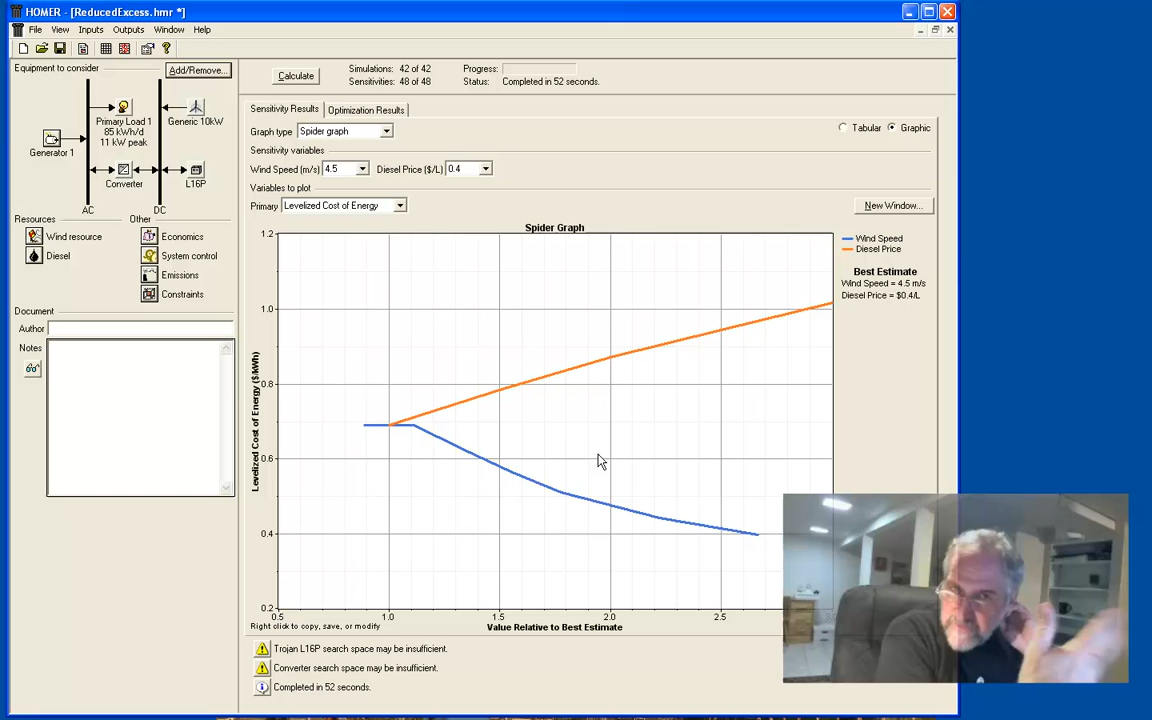 HOMER - [ReducedExcess.hmr *]
File View Inputs Outputs Window Help
Equipment to consider
Add/Remove...
Primary Load 1
85 kWh/d
11 kW peak
Generic 10kW
Generator 1
Converter
L16P
AC
DC
Resources
Other
Wind resource
Economics
Diesel
System control
Emissions
Constraints
Document
Author
Notes
Calculate
Simulations: 42 of 42
Sensitivities: 48 of 48
Progress:
Status: Completed in 52 seconds.
Sensitivity Results
Optimization Results
Graph type
Spider graph
Tabular
Graphic
Sensitivity variables
Wind Speed (m/s) 4.5
Diesel Price ($/L) 0.4
Variables to plot
Primary
Levelized Cost of Energy
New Window...
Spider Graph
Levelized Cost of Energy ($/kWh)
1.2
1.0
0.8
0.6
0.4
0.2
0.5 1.0 1.5 2.0 2.5
Value Relative to Best Estimate
Wind Speed
Diesel Price
Best Estimate
Wind Speed = 4.5 m/s
Diesel Price = $0.4/L
Right click to copy, save, or modify
Trojan L16P search space may be insufficient.
Converter search space may be insufficient.
Completed in 52 seconds.